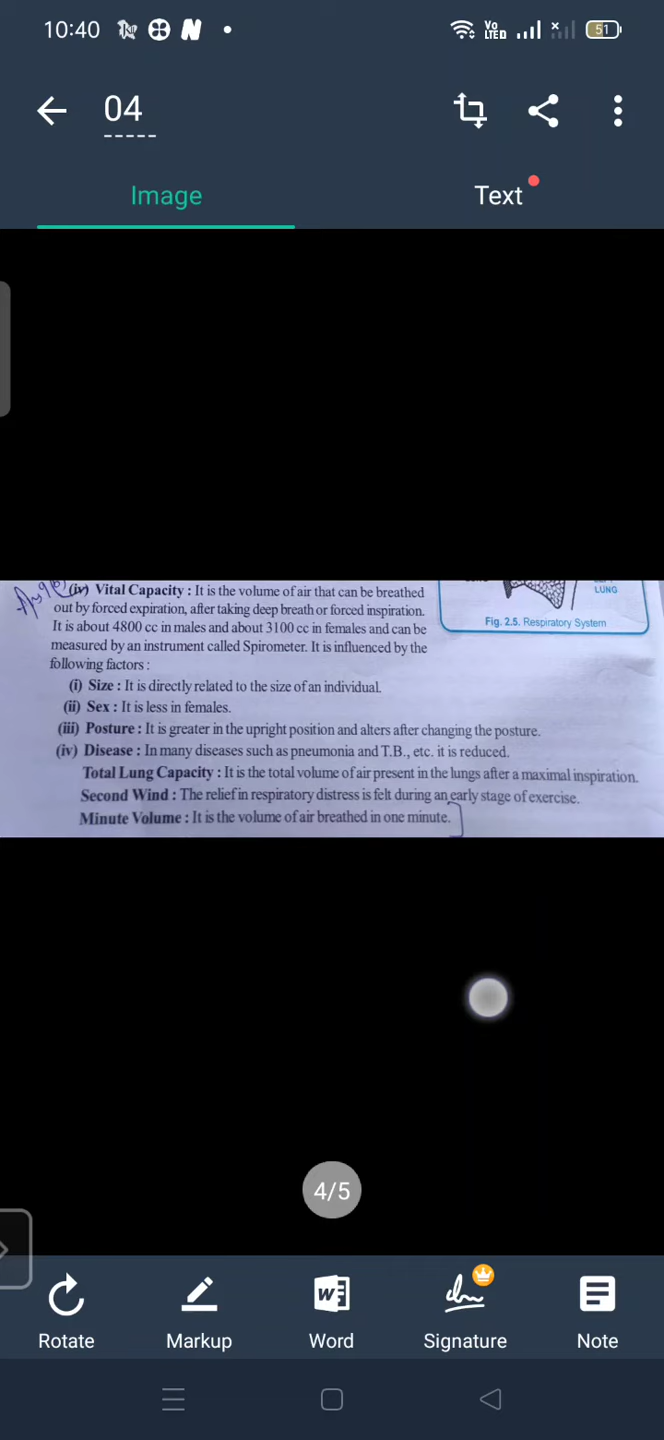 10:40
Vo
LTED
51
04
Image
Text
(iv) Vital Capacity : It is the volume of air that can be breathed
out by forced expiration, after taking deep breath or forced inspiration.
It is about 4800 cc in males and about 3100 cc in females and can be
measured by an instrument called Spirometer. It is influenced by the
following factors :
LUNG
Fig. 2.5. Respiratory System
(i) Size : It is directly related to the size of an individual.
(ii) Sex : It is less in females.
(iii) Posture : It is greater in the upright position and alters after changing the posture.
(iv) Disease : In many diseases such as pneumonia and T.B., etc. it is reduced.
Total Lung Capacity : It is the total volume of air present in the lungs after a maximal inspiration.
Second Wind : The relief in respiratory distress is felt during an early stage of exercise.
Minute Volume : It is the volume of air breathed in one minute.
4/5
Rotate
Markup
Word
Signature
Note